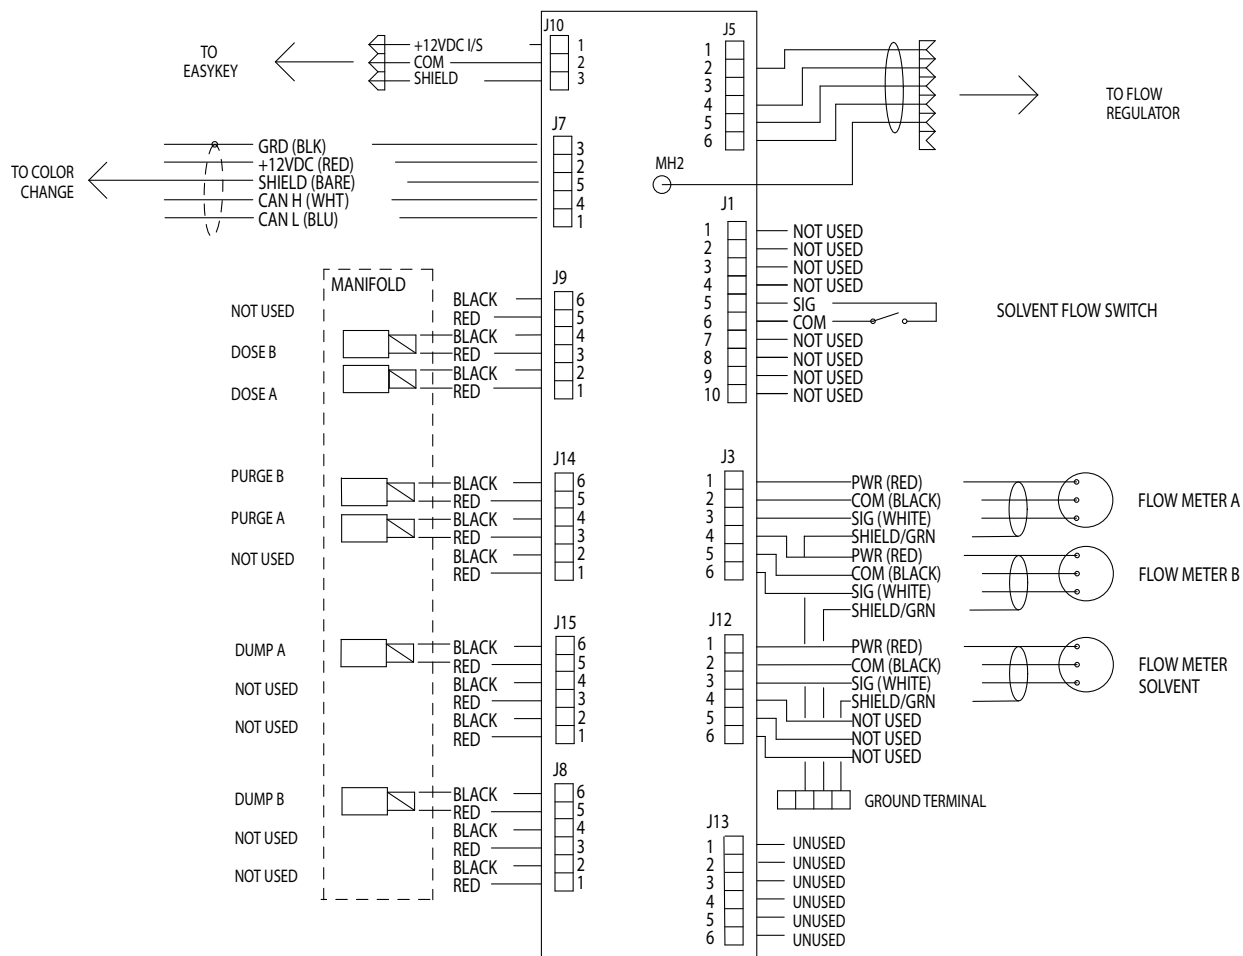 J10
TO
EASYKEY
+12VDC I/S 1
COM 2
SHIELD 3
J7
TO COLOR
CHANGE
GRD (BLK) 3
+12VDC (RED) 2
SHIELD (BARE) 5
CAN H (WHT) 4
CAN L (BLU) 1
MANIFOLD
J9
NOT USED
BLACK 6
RED 5
DOSE B
BLACK 4
RED 3
DOSE A
BLACK 2
RED 1
J14
PURGE B
BLACK 6
RED 5
PURGE A
BLACK 4
RED 3
NOT USED
BLACK 2
RED 1
J15
DUMP A
BLACK 6
RED 5
NOT USED
BLACK 4
RED 3
NOT USED
BLACK 2
RED 1
J8
DUMP B
BLACK 6
RED 5
NOT USED
BLACK 4
RED 3
NOT USED
BLACK 2
RED 1
J5
1
2
3
4
5
6
TO FLOW
REGULATOR
MH2
J1
1 NOT USED
2 NOT USED
3 NOT USED
4 NOT USED
5 SIG
6 COM
SOLVENT FLOW SWITCH
7 NOT USED
8 NOT USED
9 NOT USED
10 NOT USED
J3
1 PWR (RED)
2 COM (BLACK)
3 SIG (WHITE)
4 SHIELD/GRN
FLOW METER A
5 PWR (RED)
6 COM (BLACK)
SIG (WHITE)
SHIELD/GRN
FLOW METER B
J12
1 PWR (RED)
2 COM (BLACK)
3 SIG (WHITE)
4 SHIELD/GRN
FLOW METER
SOLVENT
5 NOT USED
6 NOT USED
NOT USED
GROUND TERMINAL
J13
1 UNUSED
2 UNUSED
3 UNUSED
4 UNUSED
5 UNUSED
6 UNUSED